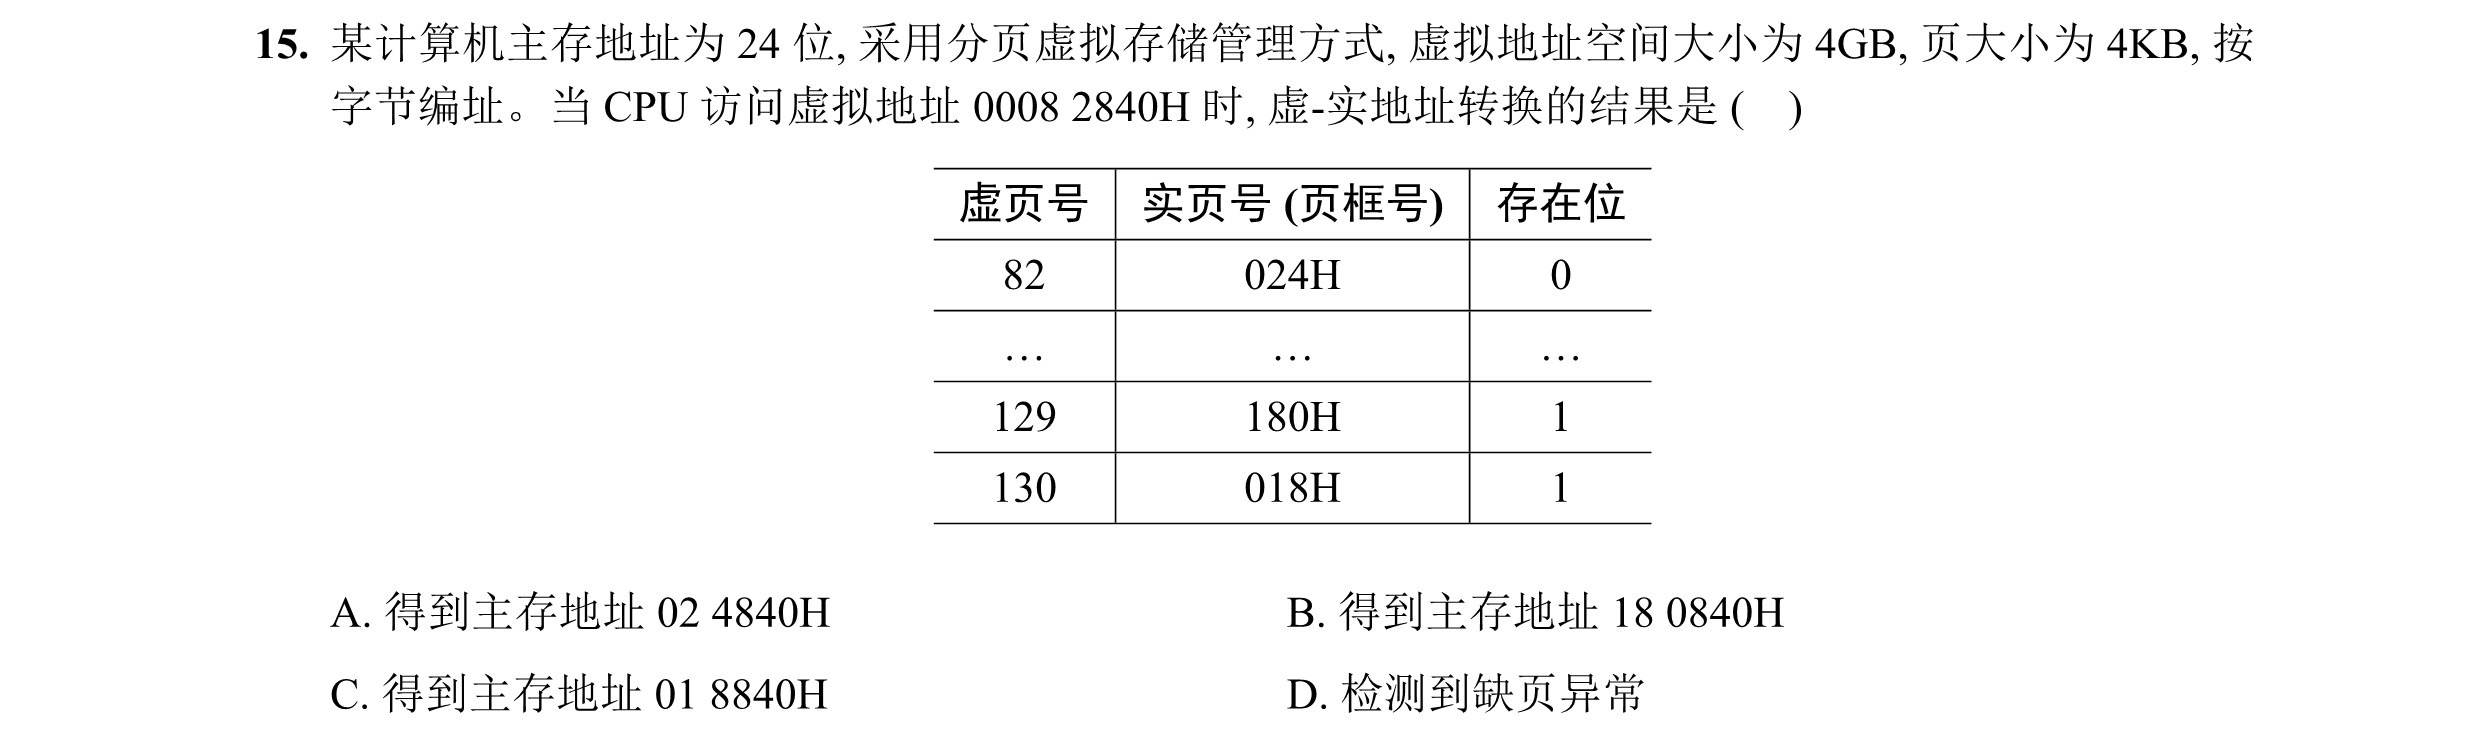 15. 某计算机主存地址为 24 位, 采用分页虚拟存储管理方式, 虚拟地址空间大小为 4GB, 页大小为 4KB, 按
字节编址。当 CPU 访问虚拟地址 0008 2840H 时, 虚-实地址转换的结果是 ( )
虚页号 实页号 (页框号) 存在位
82 024H 0
… … …
129 180H 1
130 018H 1
A. 得到主存地址 02 4840H B. 得到主存地址 18 0840H
C. 得到主存地址 01 8840H D. 检测到缺页异常